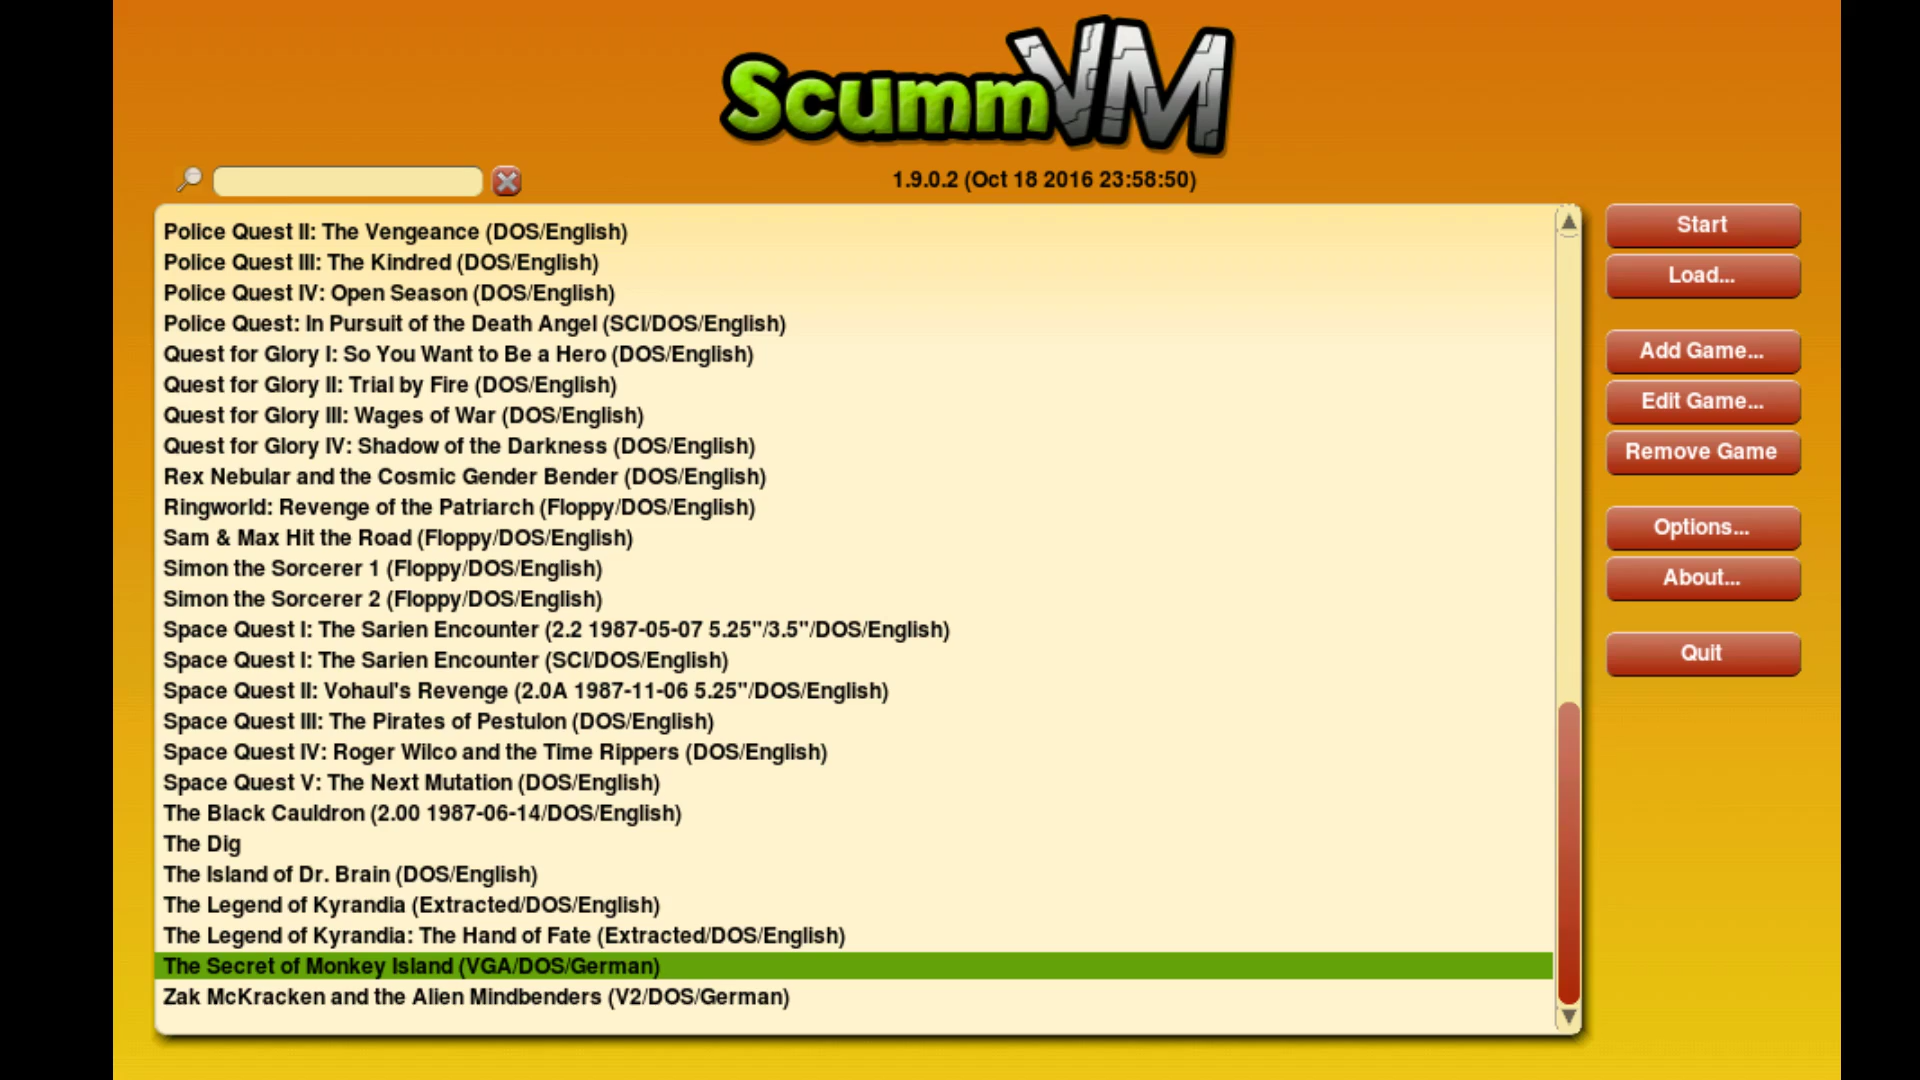 ScummVM
1.9.0.2 (Oct 18 2016 23:58:50)
Police Quest II: The Vengeance (DOS/English)
Police Quest III: The Kindred (DOS/English)
Police Quest IV: Open Season (DOS/English)
Police Quest: In Pursuit of the Death Angel (SCI/DOS/English)
Quest for Glory I: So You Want to Be a Hero (DOS/English)
Quest for Glory II: Trial by Fire (DOS/English)
Quest for Glory III: Wages of War (DOS/English)
Quest for Glory IV: Shadow of the Darkness (DOS/English)
Rex Nebular and the Cosmic Gender Bender (DOS/English)
Ringworld: Revenge of the Patriarch (Floppy/DOS/English)
Sam & Max Hit the Road (Floppy/DOS/English)
Simon the Sorcerer 1 (Floppy/DOS/English)
Simon the Sorcerer 2 (Floppy/DOS/English)
Space Quest I: The Sarien Encounter (2.2 1987-05-07 5.25"/3.5"/DOS/English)
Space Quest I: The Sarien Encounter (SCI/DOS/English)
Space Quest II: Vohaul's Revenge (2.0A 1987-11-06 5.25"/DOS/English)
Space Quest III: The Pirates of Pestulon (DOS/English)
Space Quest IV: Roger Wilco and the Time Rippers (DOS/English)
Space Quest V: The Next Mutation (DOS/English)
The Black Cauldron (2.00 1987-06-14/DOS/English)
The Dig
The Island of Dr. Brain (DOS/English)
The Legend of Kyrandia (Extracted/DOS/English)
The Legend of Kyrandia: The Hand of Fate (Extracted/DOS/English)
The Secret of Monkey Island (VGA/DOS/German)
Zak McKracken and the Alien Mindbenders (V2/DOS/German)
Start
Load...
Add Game...
Edit Game...
Remove Game
Options...
About...
Quit